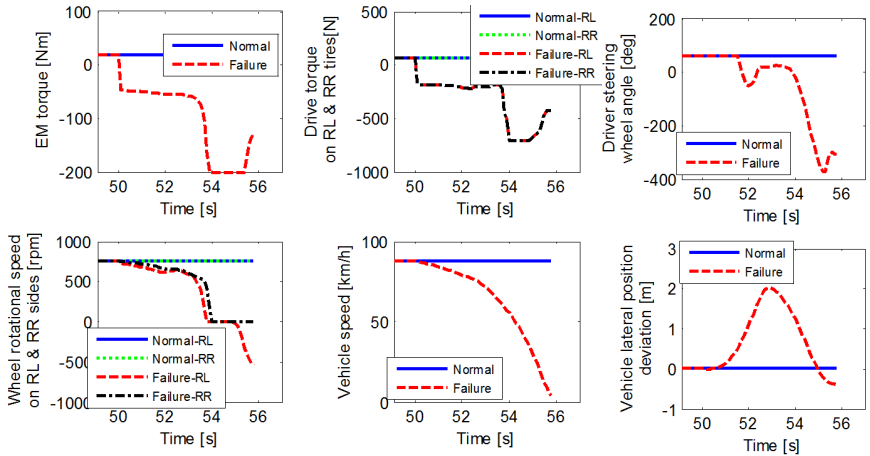 EM torque [Nm]
0
-100
-200
50
52
54
56
Time [s]
Normal
Failure
Drive torque
on RL & RR tires[N]
500
0
-500
-1000
50
52
54
56
Time [s]
Normal-RL
Normal-RR
Failure-RL
Failure-RR
Driver steering
wheel angle [deg]
200
0
-200
-400
50
52
54
56
Time [s]
Normal
Failure
Wheel rotational speed
on RL & RR sides [rpm]
1000
500
0
-500
-1000
50
52
54
56
Time [s]
Normal-RL
Normal-RR
Failure-RL
Failure-RR
Vehicle speed [km/h]
100
50
0
50
52
54
56
Time [s]
Normal
Failure
Vehicle lateral position
deviation [m]
3
2
1
0
-1
50
52
54
56
Time [s]
Normal
Failure